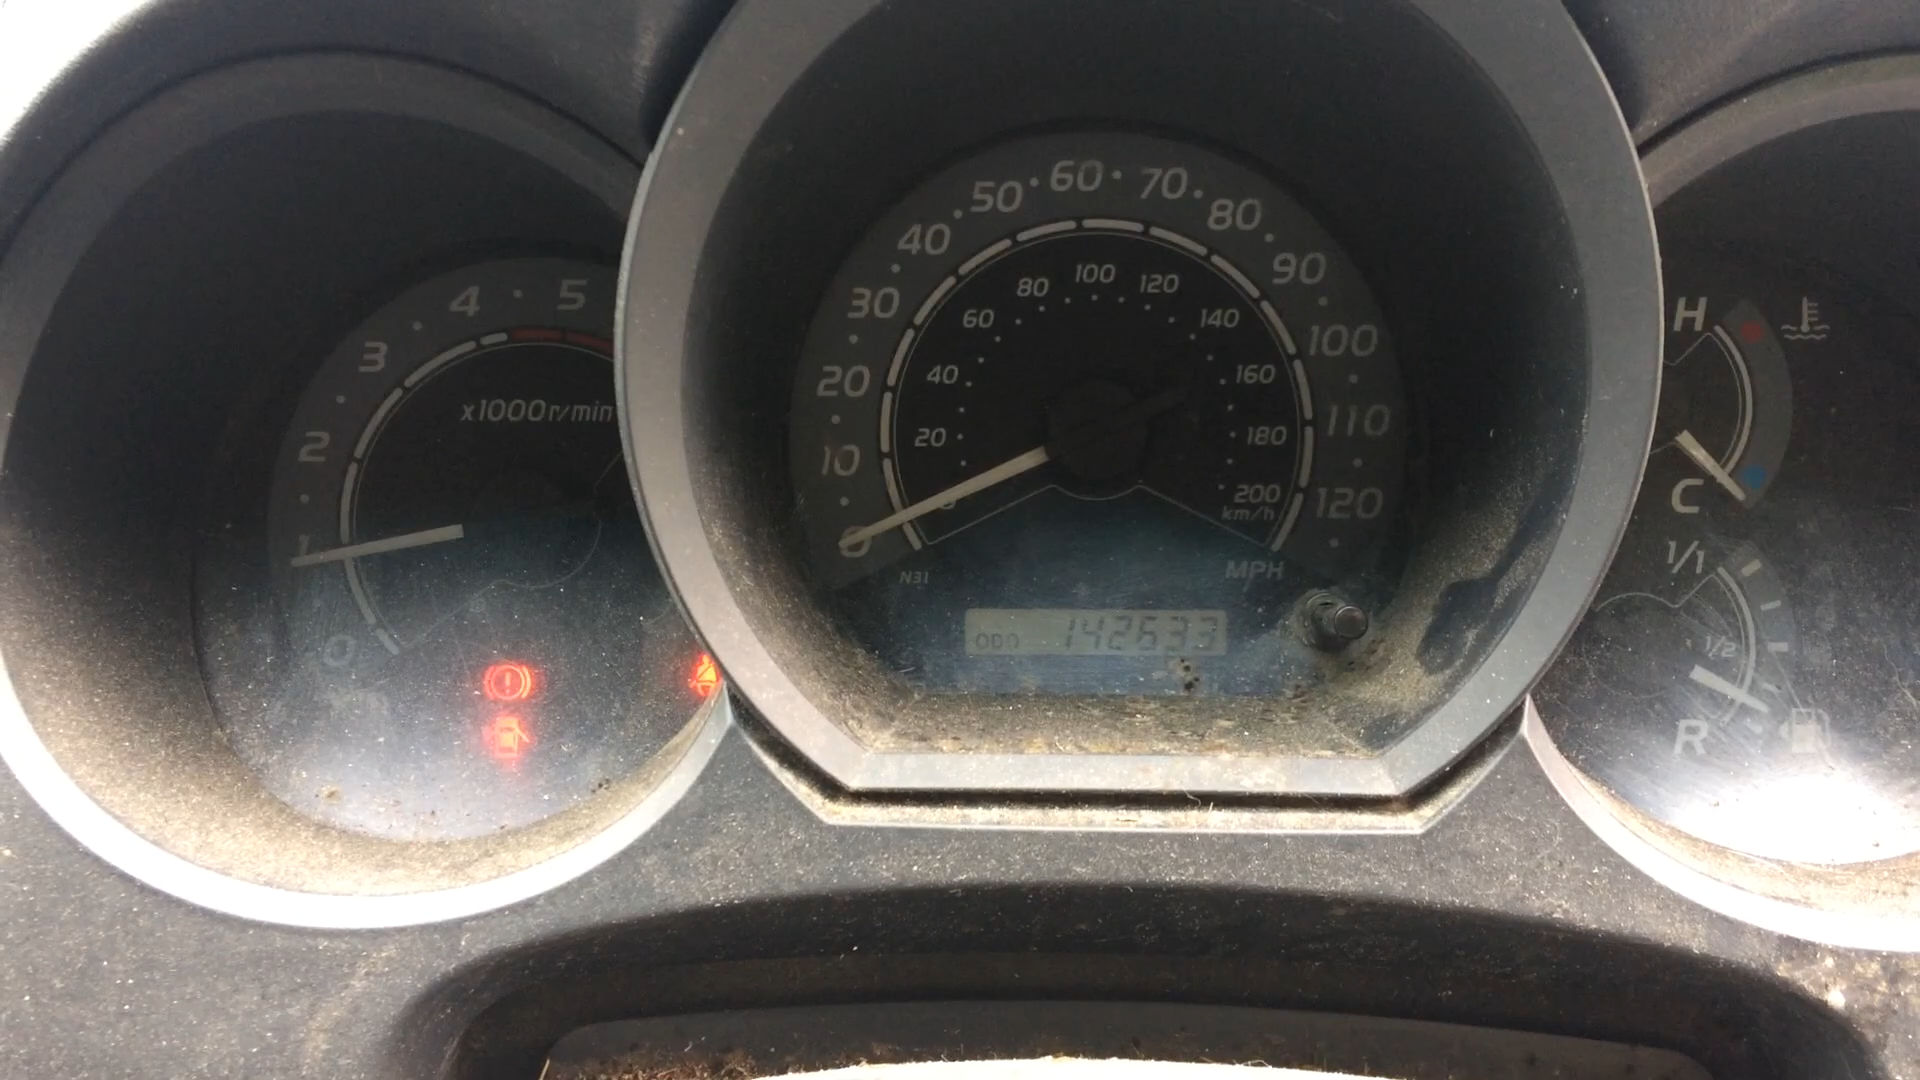 0 1 2 3 4 5
x1000r/min
0 10 20 30 40 50 60 70 80 90 100 110 120
MPH
20 40 60 80 100 120 140 160 180 200
km/h
N31
ODO 142633
H
C
1/1
1/2
R